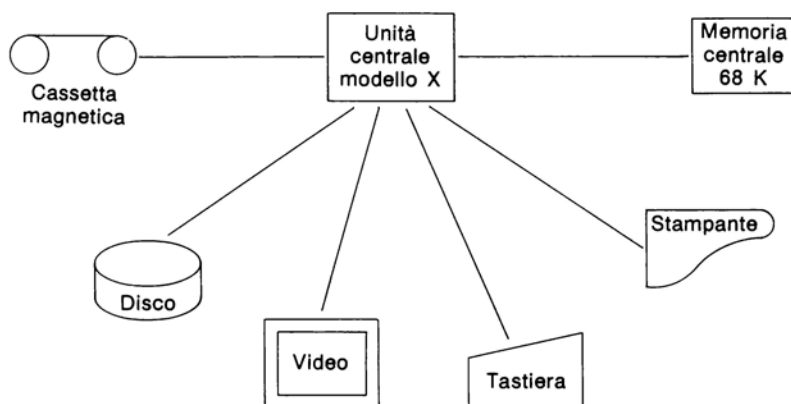 Unità
centrale
modello X
Memoria
centrale
68 K
Cassetta
magnetica
Stampante
Disco
Video
Tastiera